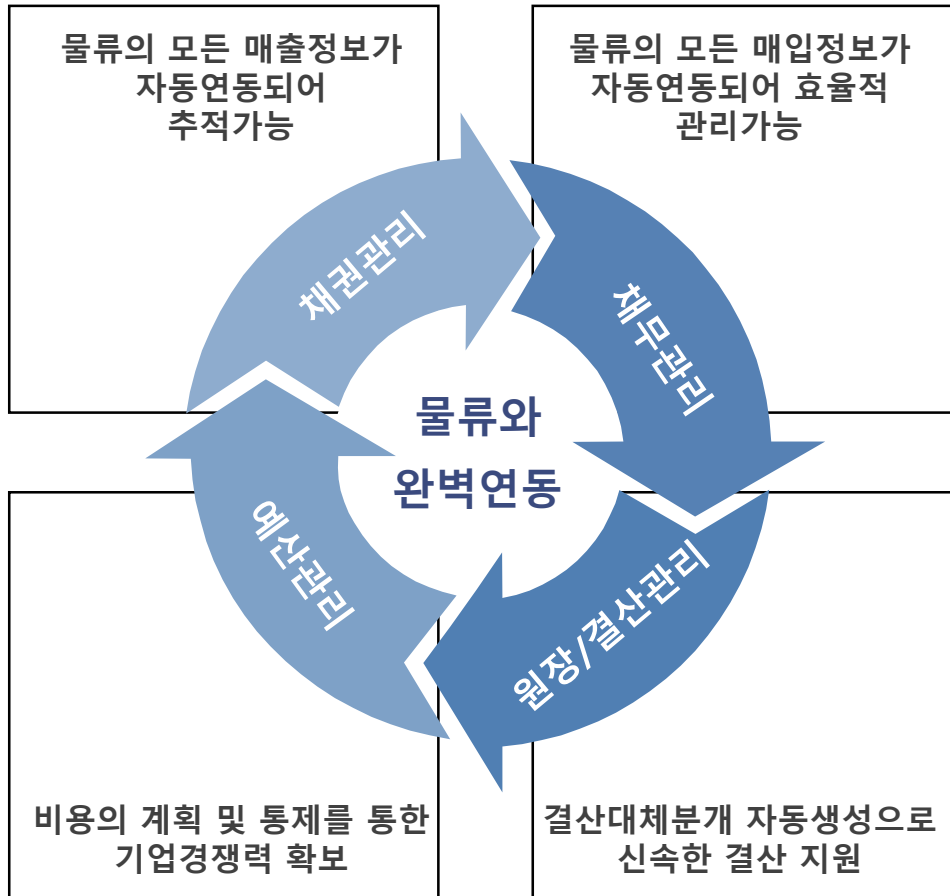 물류의 모든 매출정보가
자동연동되어
추적가능
물류의 모든 매입정보가
자동연동되어 효율적
관리가능
채권관리
채무관리
물류와
완벽연동
예산관리
원장/결산관리
비용의 계획 및 통제를 통한
기업경쟁력 확보
결산대체분개 자동생성으로
신속한 결산 지원